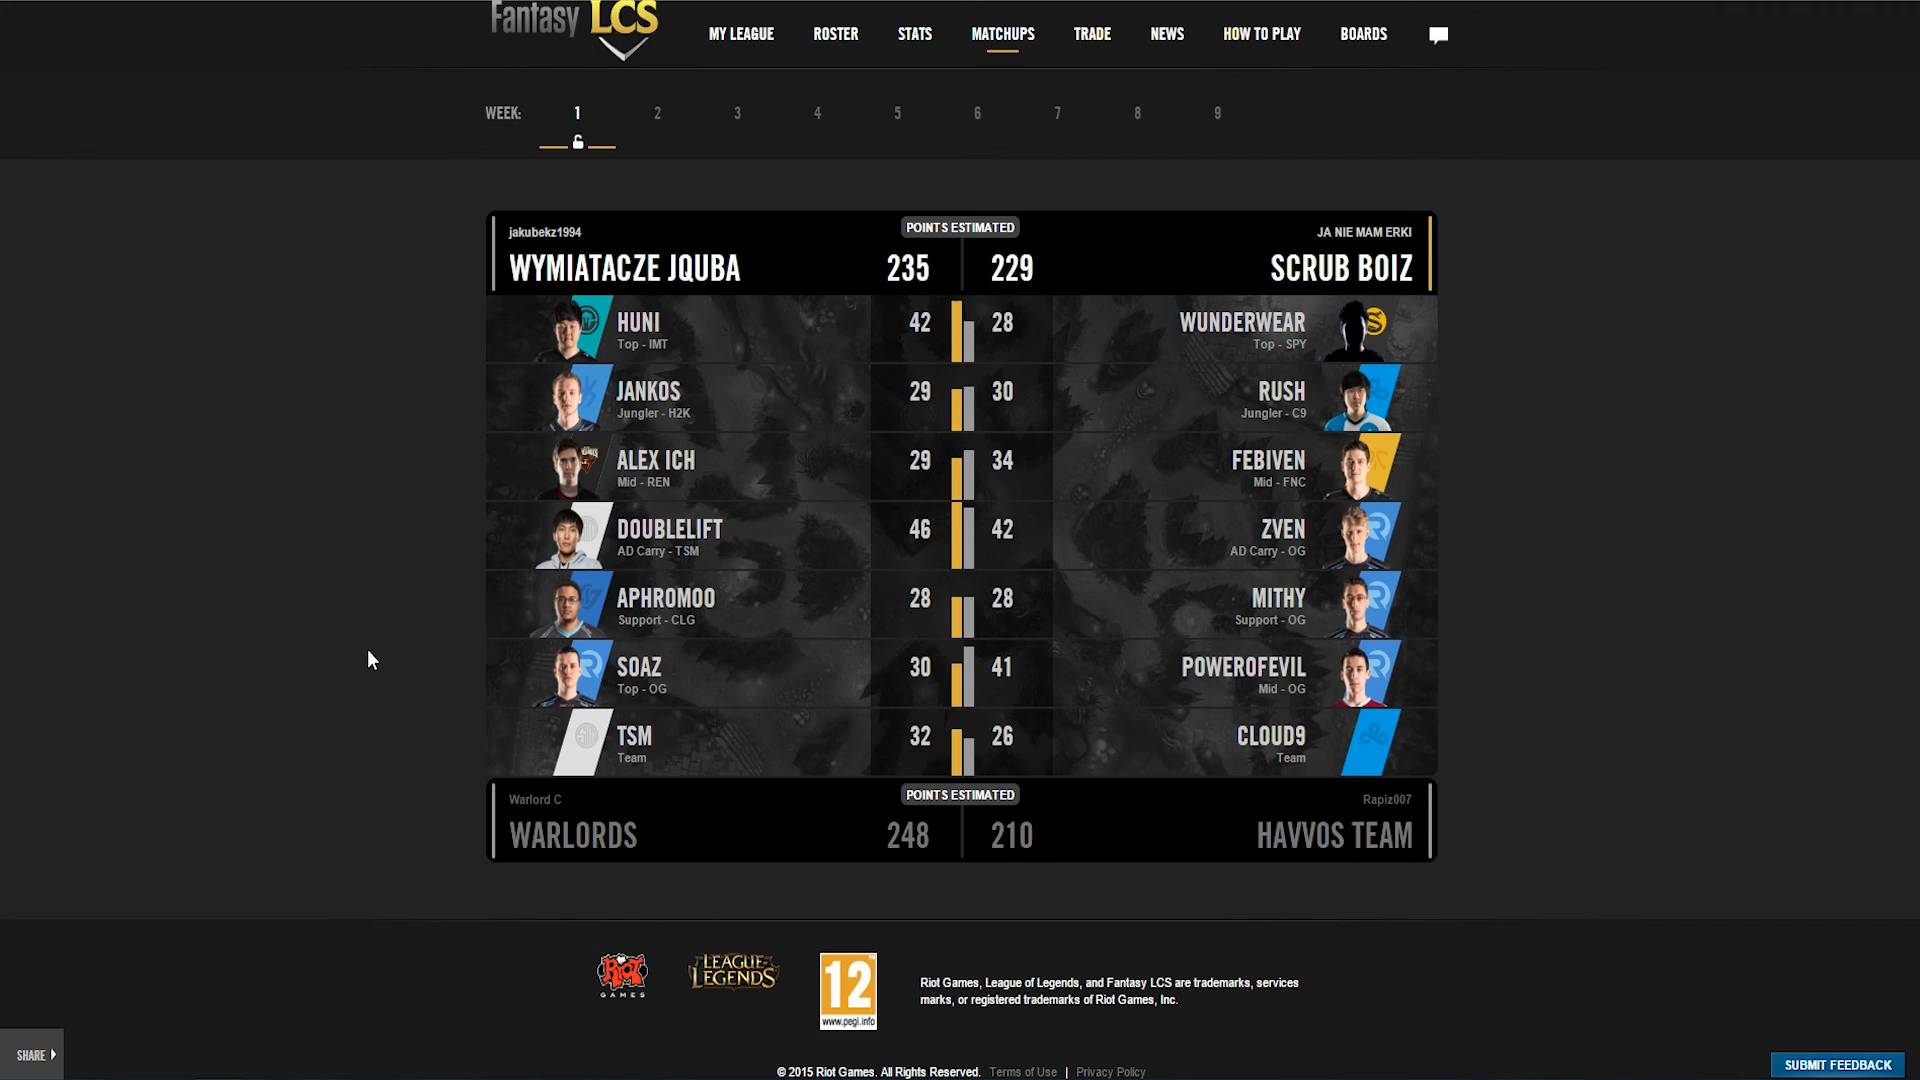 Fantasy LCS
MY LEAGUE ROSTER STATS MATCHUPS TRADE NEWS HOW TO PLAY BOARDS
WEEK: 1 2 3 4 5 6 7 8 9
POINTS ESTIMATED
jakubekz1994 JA NIE MAM ERKI
WYMIATACZE JQUBA 235 229 SCRUB BOIZ
HUNI 42 28 WUNDERWEAR
Top - IMT Top - SPY
JANKOS 29 30 RUSH
Jungler - H2K Jungler - C9
ALEX ICH 29 34 FEBIVEN
Mid - REN Mid - FNC
DOUBLELIFT 46 42 ZVEN
AD Carry - TSM AD Carry - OG
APHROMOO 28 28 MITHY
Support - CLG Support - OG
SOAZ 30 41 POWEROFEVIL
Top - OG Mid - OG
TSM 32 26 CLOUD9
Team Team
POINTS ESTIMATED
Warlord C Rapiz007
WARLORDS 248 210 HAVVOS TEAM
RIOT GAMES
LEAGUE OF LEGENDS
12
www.pegi.info
Riot Games, League of Legends, and Fantasy LCS are trademarks, services
marks, or registered trademarks of Riot Games, Inc.
SHARE
© 2015 Riot Games. All Rights Reserved. Terms of Use | Privacy Policy
SUBMIT FEEDBACK